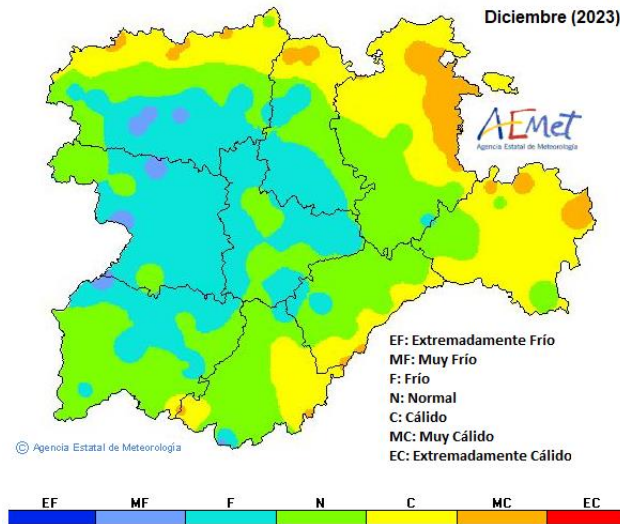 Diciembre (2023)
AEMet
Agencia Estatal de Meteorología
EF: Extremadamente Frío
MF: Muy Frío
F: Frío
N: Normal
C: Cálido
MC: Muy Cálido
EC: Extremadamente Cálido
© Agencia Estatal de Meteorología
EF MF F N C MC EC